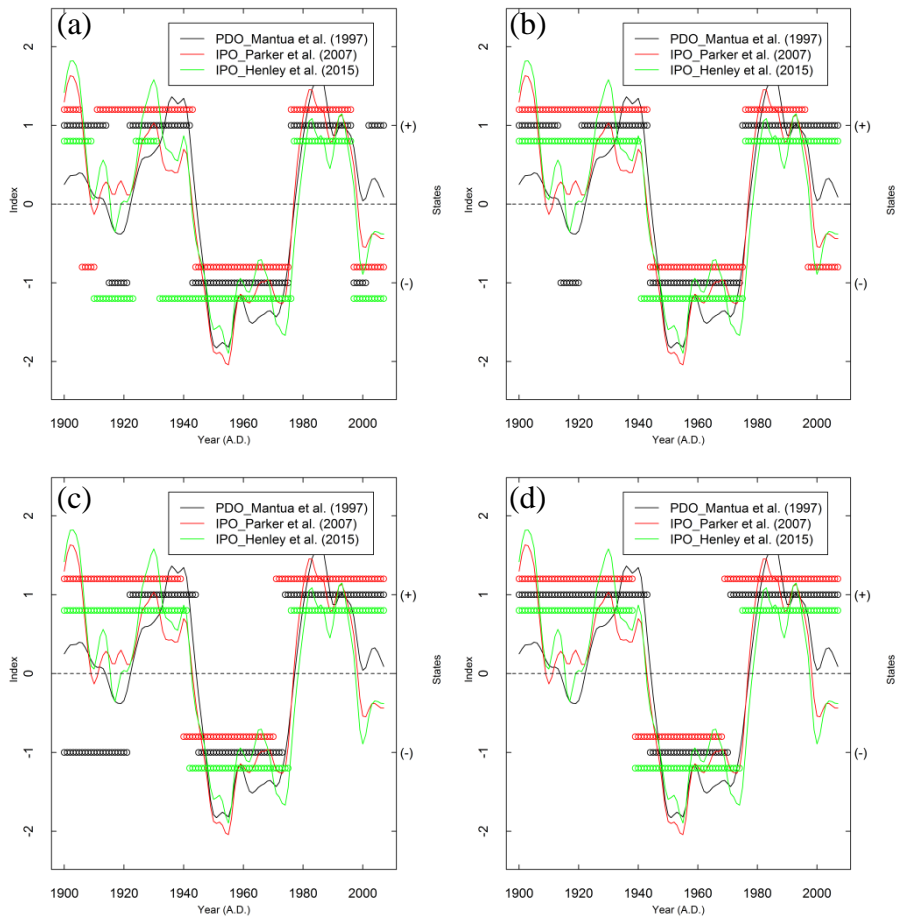 (a)
PDO_Mantua et al. (1997)
IPO_Parker et al. (2007)
IPO_Henley et al. (2015)
2
1
0
-1
-2
Index
(+)
(-)
States
1900 1920 1940 1960 1980 2000
Year (A.D.)
(b)
PDO_Mantua et al. (1997)
IPO_Parker et al. (2007)
IPO_Henley et al. (2015)
2
1
0
-1
-2
Index
(+)
(-)
States
1900 1920 1940 1960 1980 2000
Year (A.D.)
(c)
PDO_Mantua et al. (1997)
IPO_Parker et al. (2007)
IPO_Henley et al. (2015)
2
1
0
-1
-2
Index
(+)
(-)
States
1900 1920 1940 1960 1980 2000
Year (A.D.)
(d)
PDO_Mantua et al. (1997)
IPO_Parker et al. (2007)
IPO_Henley et al. (2015)
2
1
0
-1
-2
Index
(+)
(-)
States
1900 1920 1940 1960 1980 2000
Year (A.D.)